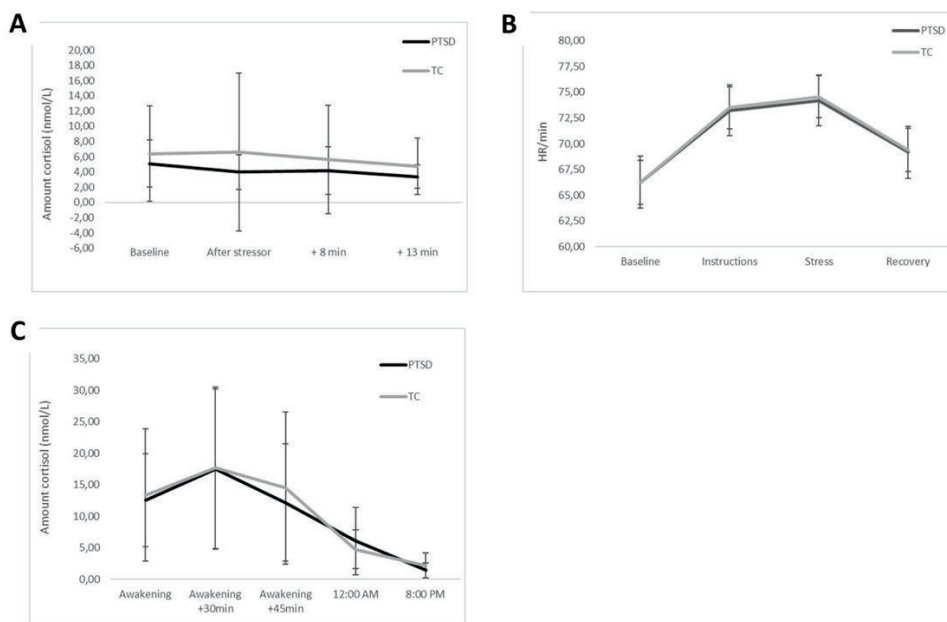 A
20,00
18,00
16,00
14,00
12,00
10,00
8,00
6,00
4,00
2,00
0,00
-2,00
-4,00
-6,00
Amount cortisol (nmol/L)
PTSD
TC
Baseline
After stressor
+ 8 min
+ 13 min
B
80,00
77,50
75,00
72,50
70,00
67,50
65,00
62,50
60,00
HR/min
PTSD
TC
Baseline
Instructions
Stress
Recovery
C
35,00
30,00
25,00
20,00
15,00
10,00
5,00
0,00
Amount cortisol (nmol/L)
PTSD
TC
Awakening
Awakening
+30min
Awakening
+45min
12:00 AM
8:00 PM